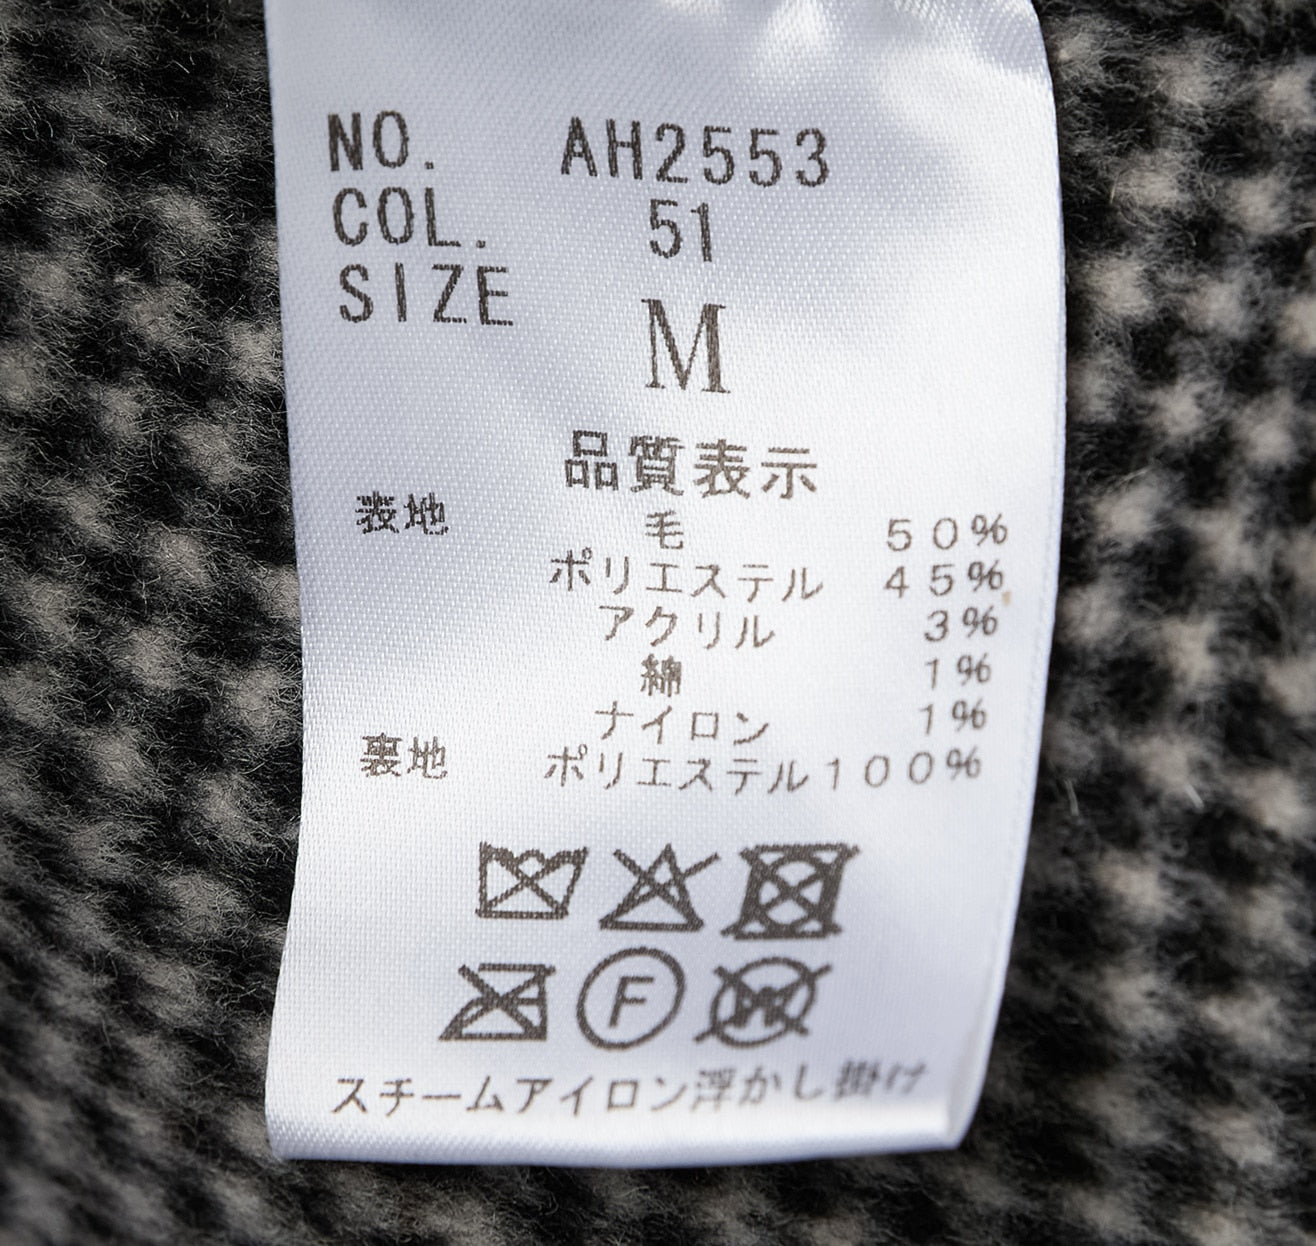 NO. AH2553
COL. 51
SIZE M
品質表示
表地 毛 50%
ポリエステル 45%
アクリル 3%
綿 1%
ナイロン 1%
裏地 ポリエステル100%
F
W
スチームアイロン浮かし掛け